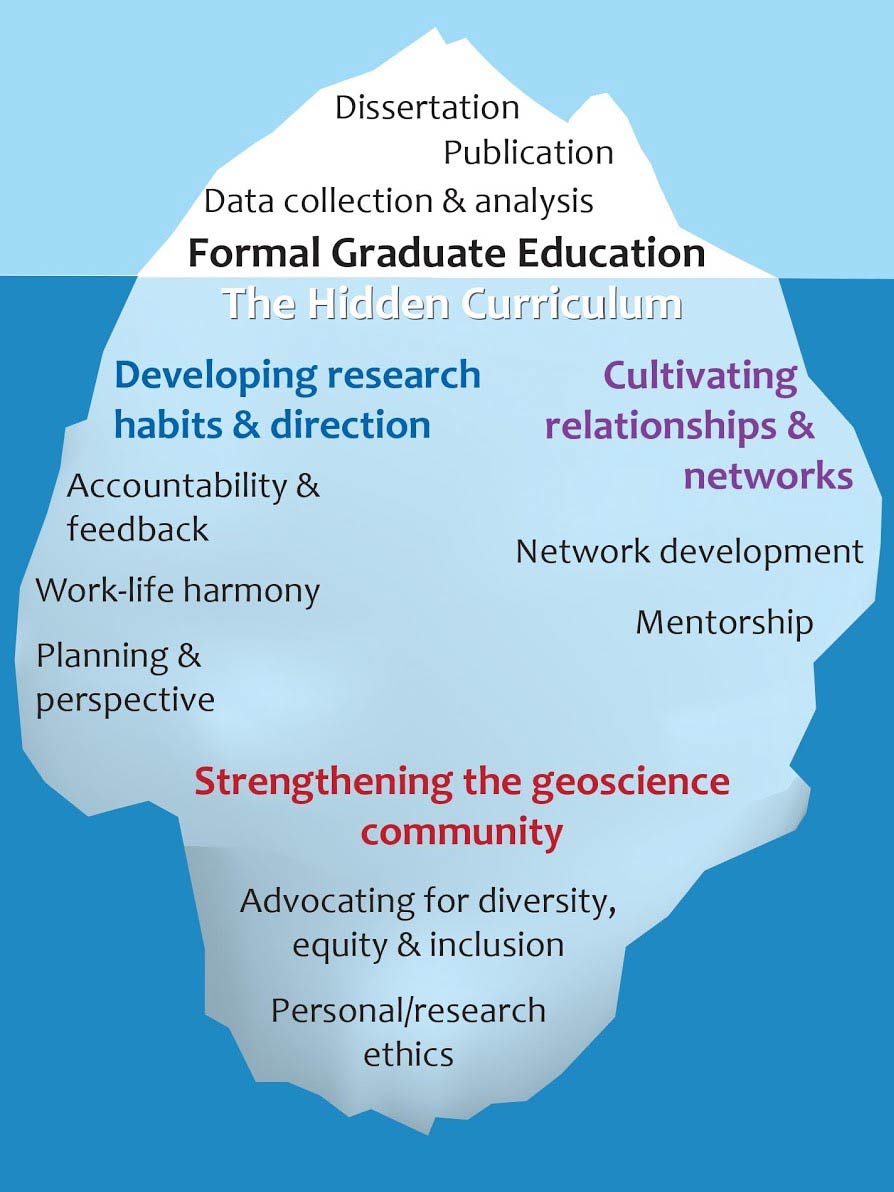 Dissertation
Publication
Data collection & analysis
Formal Graduate Education
The Hidden Curriculum
Developing research
habits & direction
Accountability &
feedback
Work-life harmony
Planning &
perspective
Cultivating
relationships &
networks
Network development
Mentorship
Strengthening the geoscience
community
Advocating for diversity,
equity & inclusion
Personal/research
ethics